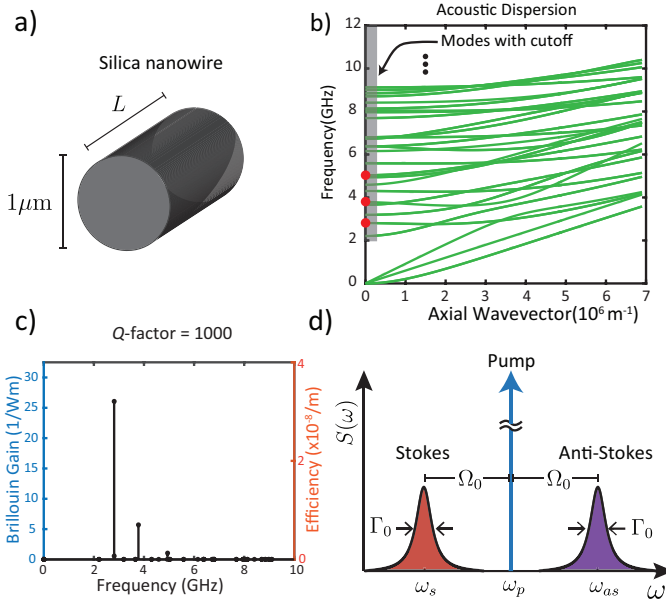 a)
Silica nanowire
L
1μm
b)
Acoustic Dispersion
Modes with cutoff
Frequency(GHz)
12
10
8
6
4
2
0
0 1 2 3 4 5 6 7
Axial Wavevector(10⁶ m⁻¹)
c)
Q-factor = 1000
Brillouin Gain (1/Wm)
30
25
20
15
10
5
0
4
2
0
Efficiency (x10⁻⁸/m)
0 2 4 6 8 10
Frequency (GHz)
d)
Pump
S(ω)
Stokes
Anti-Stokes
Ω₀ Ω₀
Γ₀ Γ₀
ωₛ ωₚ ωₐₛ ω